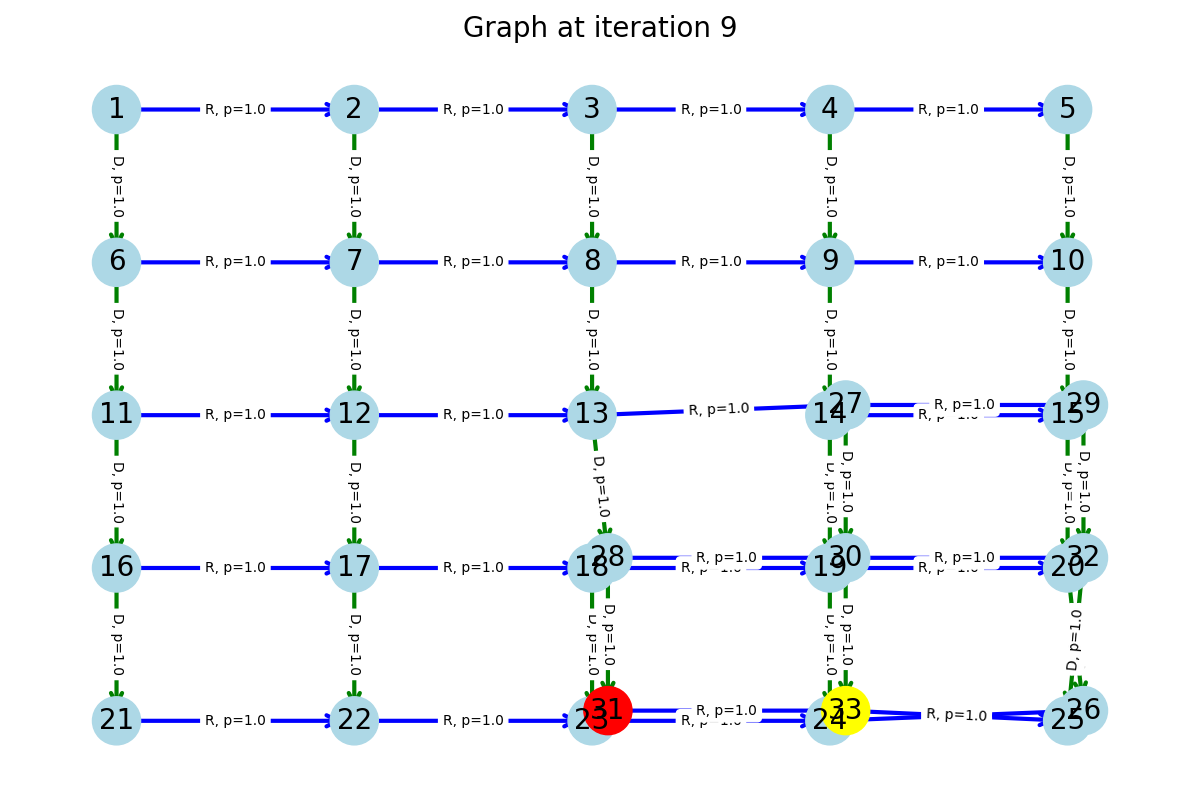 Graph at iteration 9
1 R, p=1.0 2 R, p=1.0 3 R, p=1.0 4 R, p=1.0 5
D, p=1.0 D, p=1.0 D, p=1.0 D, p=1.0 D, p=1.0
6 R, p=1.0 7 R, p=1.0 8 R, p=1.0 9 R, p=1.0 10
D, p=1.0 D, p=1.0 D, p=1.0 D, p=1.0 D, p=1.0
27 R, p=1.0 29
11 R, p=1.0 12 R, p=1.0 13 R, p=1.0 14 R, p=1.0 15
D, p=1.0 D, p=1.0 D, p=1.0 D, p=1.0 D, p=1.0 D, p=1.0 D, p=1.0
28 R, p=1.0 30 R, p=1.0 32
16 R, p=1.0 17 R, p=1.0 18 R, p=1.0 19 R, p=1.0 20
D, p=1.0 D, p=1.0 D, p=1.0 D, p=1.0 D, p=1.0 D, p=1.0 D, p=1.0
31 R, p=1.0 33 R, p=1.0 26
21 R, p=1.0 22 R, p=1.0 23 R, p=1.0 24 25